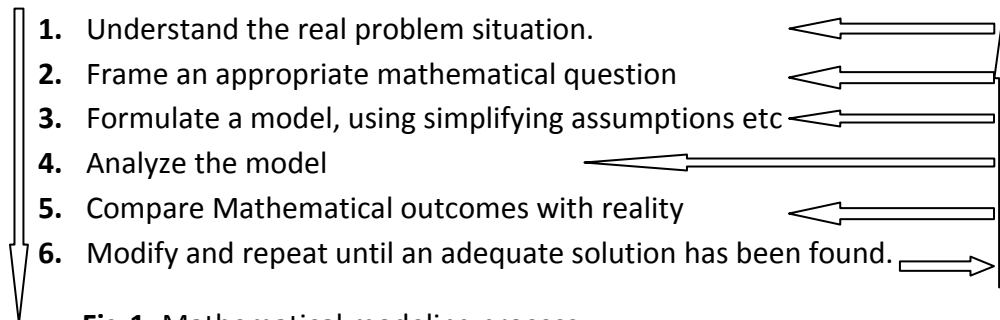 1. Understand the real problem situation.
2. Frame an appropriate mathematical question
3. Formulate a model, using simplifying assumptions etc
4. Analyze the model
5. Compare Mathematical outcomes with reality
6. Modify and repeat until an adequate solution has been found.
Fig 1. Mathematical modeling process